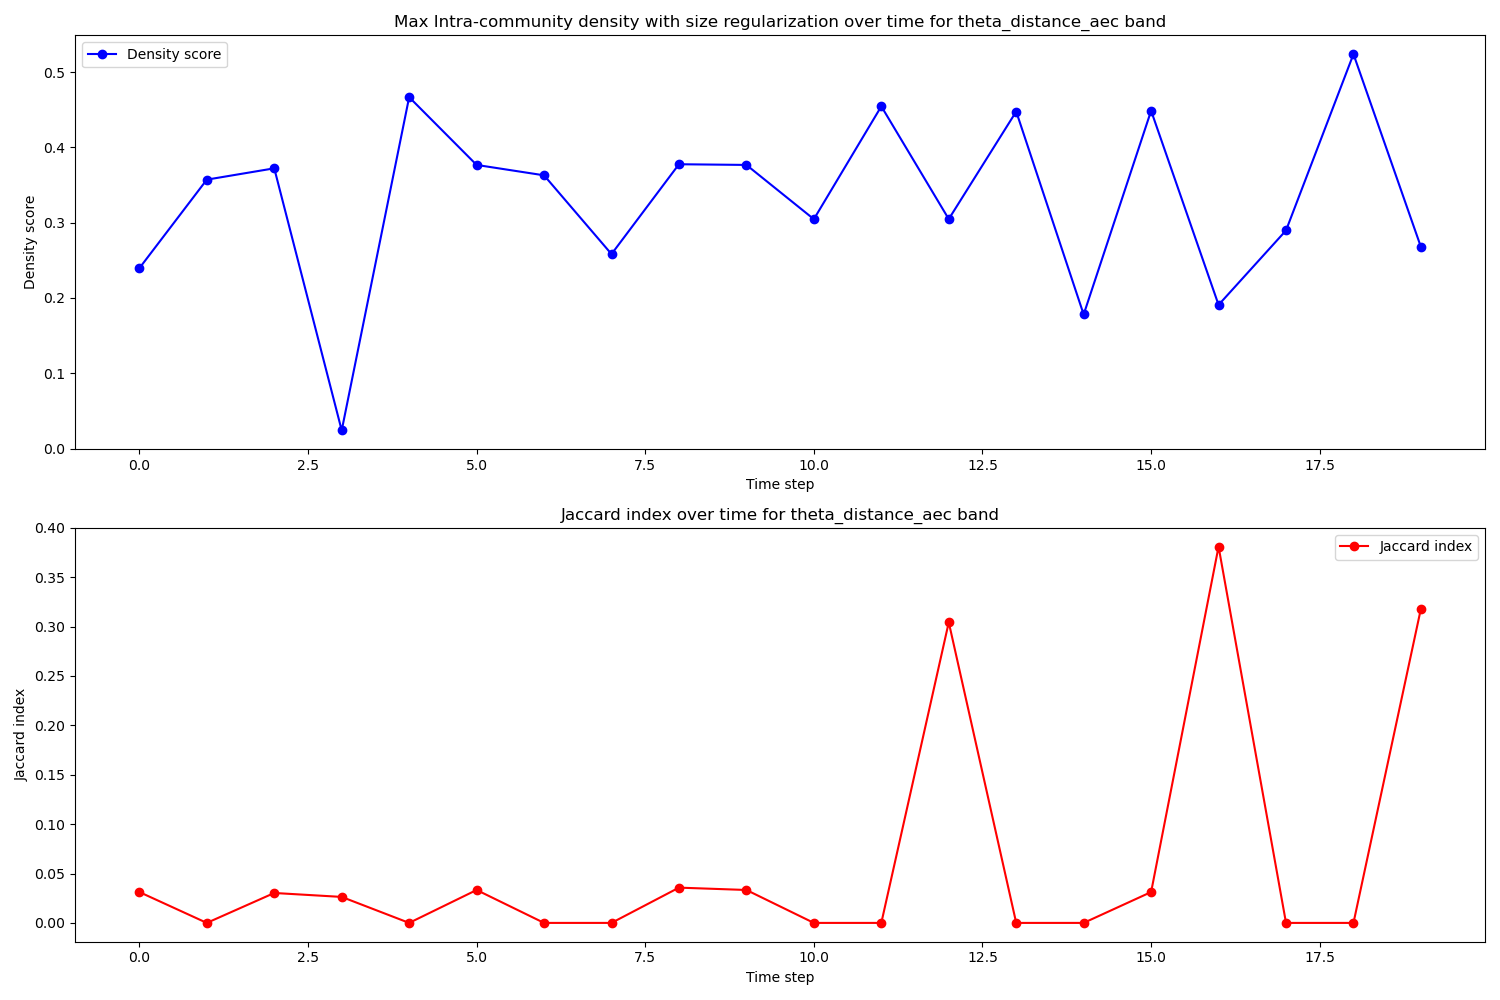 Max Intra-community density with size regularization over time for theta_distance_aec band
Density score
Density score
0.5
0.4
0.3
0.2
0.1
0.0
0.0 2.5 5.0 7.5 10.0 12.5 15.0 17.5
Time step
Jaccard index over time for theta_distance_aec band
Jaccard index
Jaccard index
0.40
0.35
0.30
0.25
0.20
0.15
0.10
0.05
0.00
0.0 2.5 5.0 7.5 10.0 12.5 15.0 17.5
Time step